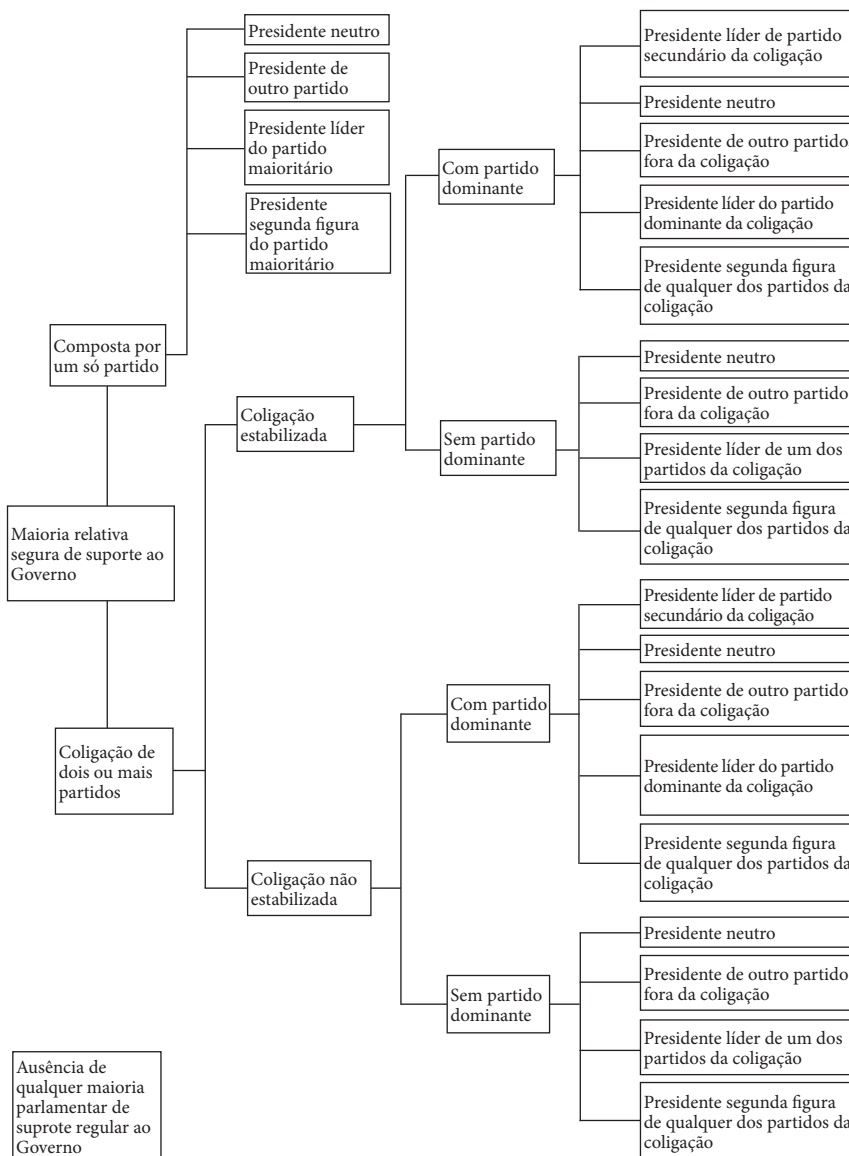 Presidente neutro
Presidente de
outro partido
Presidente líder
do partido
maioritário
Presidente
segunda figura
do partido
maioritário
Composta por
um só partido
Maioria relativa
segura de suporte ao
Governo
Coligação de
dois ou mais
partidos
Coligação
estabilizada
Com partido
dominante
Presidente líder de partido
secundário da coligação
Presidente neutro
Presidente de outro partido
fora da coligação
Presidente líder do partido
dominante da coligação
Presidente segunda figura
de qualquer dos partidos da
coligação
Sem partido
dominante
Presidente neutro
Presidente de outro partido
fora da coligação
Presidente líder de um dos
partidos da coligação
Presidente segunda figura
de qualquer dos partidos da
coligação
Coligação não
estabilizada
Com partido
dominante
Presidente líder de partido
secundário da coligação
Presidente neutro
Presidente de outro partido
fora da coligação
Presidente líder do partido
dominante da coligação
Presidente segunda figura
de qualquer dos partidos da
coligação
Sem partido
dominante
Presidente neutro
Presidente de outro partido
fora da coligação
Presidente líder de um dos
partidos da coligação
Presidente segunda figura
de qualquer dos partidos da
coligação
Ausência de
qualquer maioria
parlamentar de
suprote regular ao
Governo